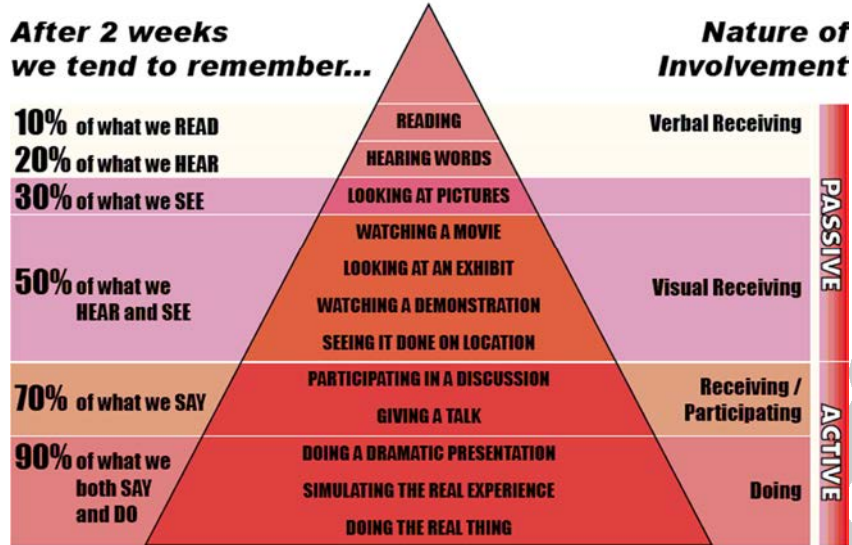 After 2 weeks
we tend to remember...
Nature of
Involvement
10% of what we READ
READING
Verbal Receiving
20% of what we HEAR
HEARING WORDS
30% of what we SEE
LOOKING AT PICTURES
PASSIVE
50% of what we
HEAR and SEE
WATCHING A MOVIE
LOOKING AT AN EXHIBIT
WATCHING A DEMONSTRATION
SEEING IT DONE ON LOCATION
Visual Receiving
70% of what we SAY
PARTICIPATING IN A DISCUSSION
GIVING A TALK
Receiving /
Participating
ACTIVE
90% of what we
both SAY
and DO
DOING A DRAMATIC PRESENTATION
SIMULATING THE REAL EXPERIENCE
DOING THE REAL THING
Doing